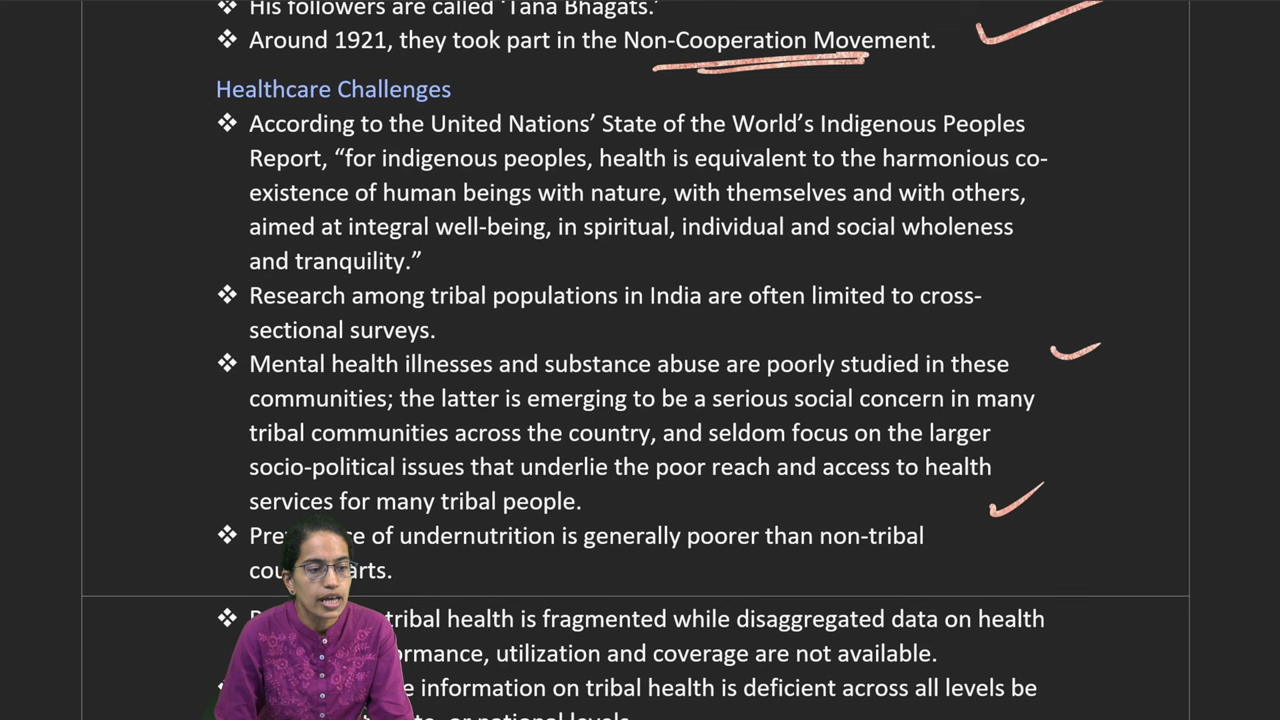 ❖ His followers are called ‘Tana Bhagats.’
❖ Around 1921, they took part in the Non-Cooperation Movement.
Healthcare Challenges
❖ According to the United Nations’ State of the World’s Indigenous Peoples
Report, “for indigenous peoples, health is equivalent to the harmonious co-
existence of human beings with nature, with themselves and with others,
aimed at integral well-being, in spiritual, individual and social wholeness
and tranquility.”
❖ Research among tribal populations in India are often limited to cross-
sectional surveys.
❖ Mental health illnesses and substance abuse are poorly studied in these
communities; the latter is emerging to be a serious social concern in many
tribal communities across the country, and seldom focus on the larger
socio-political issues that underlie the poor reach and access to health
services for many tribal people.
❖ of undernutrition is generally poorer than non-tribal
❖ tribal health is fragmented while disaggregated data on health
utilization and coverage are not available.
information on tribal health is deficient across all levels be
or national levels.